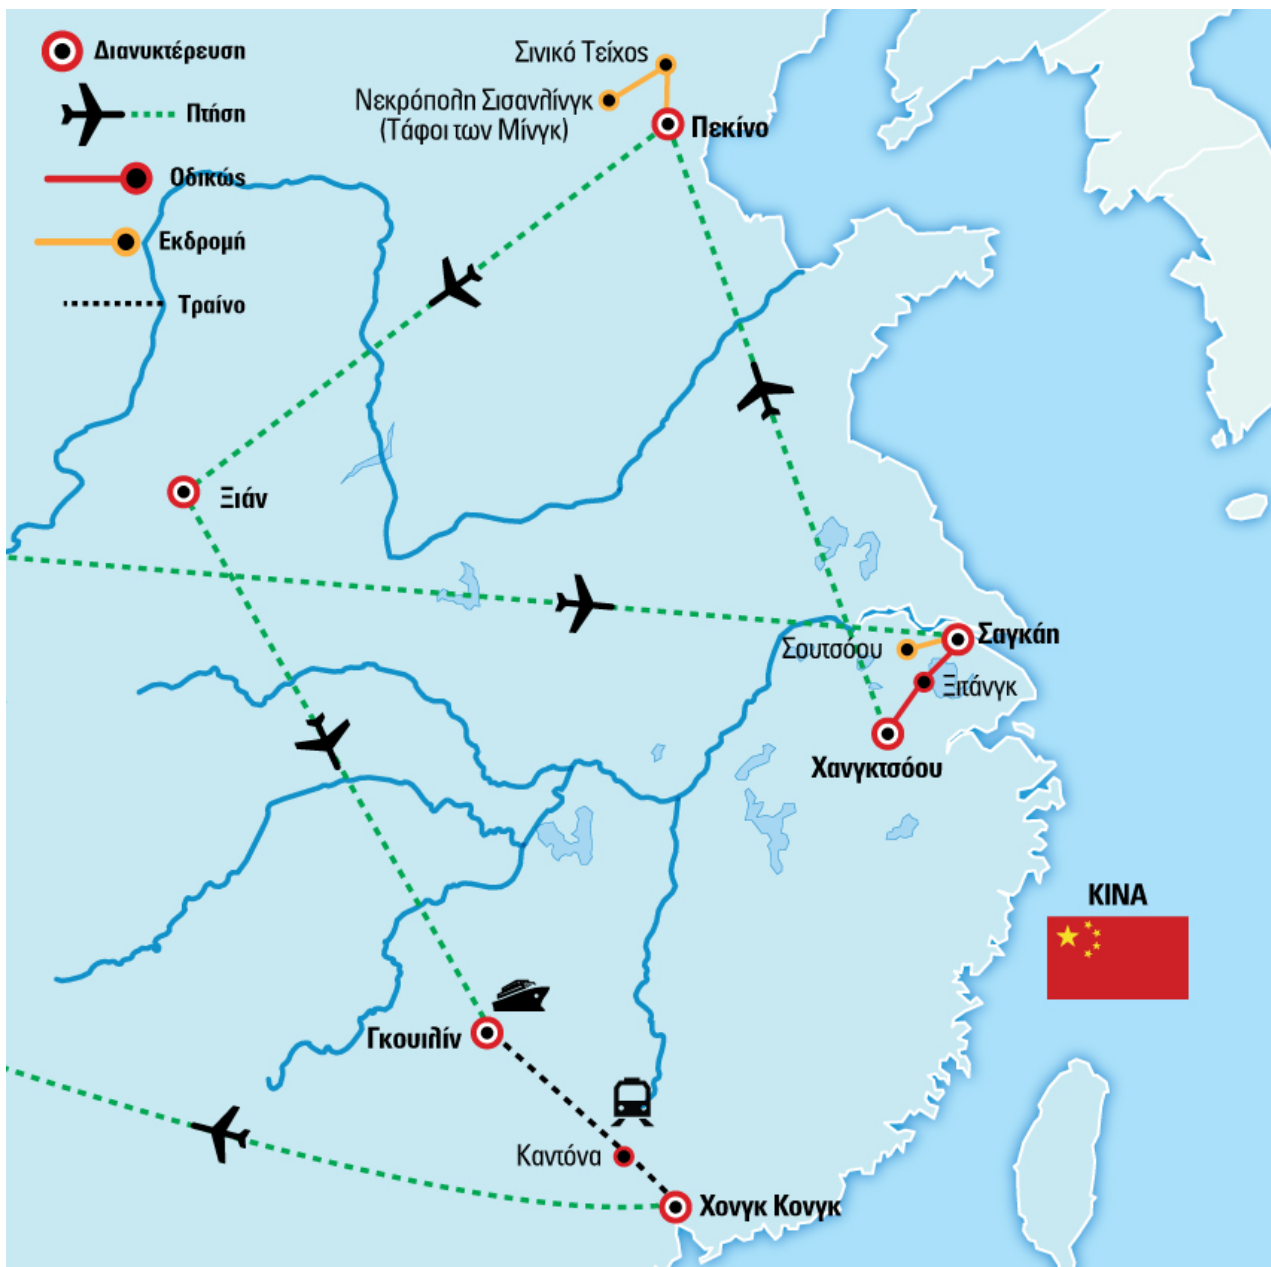 Διανυκτέρευση
Πτήση
Οδικώς
Εκδρομή
Τραίνο
Σινικό Τείχος
Νεκρόπολη Σισανλίνγκ
(Τάφοι των Μίνγκ)
Πεκίνο
Ξιάν
Σαγκάη
Σουτσόου
Ξιτάνγκ
Χανγκτσόου
ΚΙΝΑ
Γκουιλίν
Καντόνα
Χονγκ Κονγκ